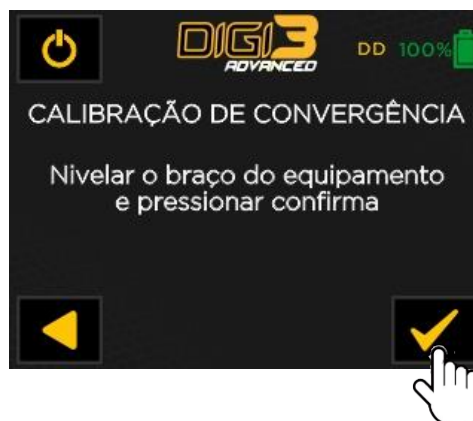 DIGI3
ADVANCED
DD 100%
CALIBRAÇÃO DE CONVERGÊNCIA
Nivelar o braço do equipamento
e pressionar confirma